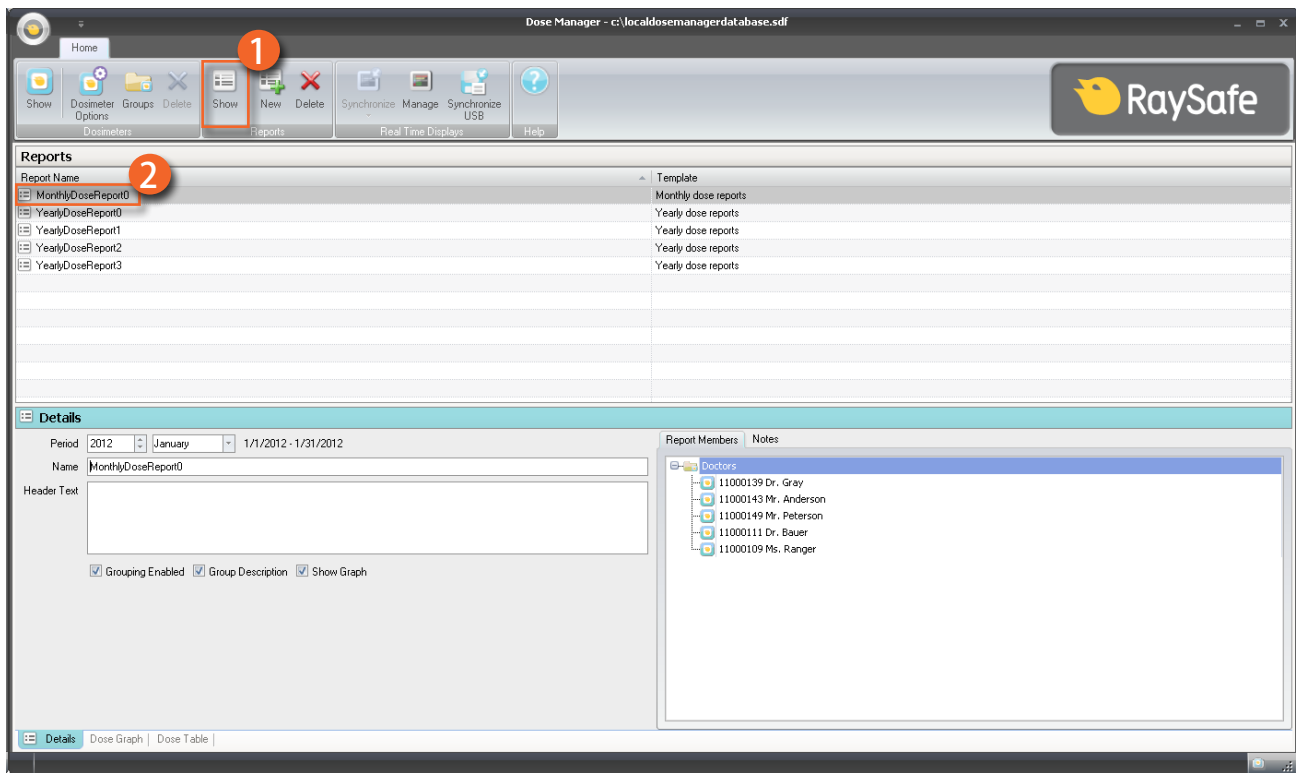 Dose Manager - c:\localdosemanagerdatabase.sdf
Home
1
Show Dosimeter Options Groups Delete
Dosimeters
Show New Delete
Reports
Synchronize Manage Synchronize USB
Real Time Displays
Help
RaySafe
Reports
2
Report Name Template
MonthlyDoseReport0 Monthly dose reports
YearlyDoseReport0 Yearly dose reports
YearlyDoseReport1 Yearly dose reports
YearlyDoseReport2 Yearly dose reports
YearlyDoseReport3 Yearly dose reports
Details
Period 2012 January 1/1/2012 - 1/31/2012
Name MonthlyDoseReport0
Header Text
Grouping Enabled Group Description Show Graph
Report Members Notes
Doctors
11000139 Dr. Gray
11000143 Mr. Anderson
11000149 Mr. Peterson
11000111 Dr. Bauer
11000109 Ms. Ranger
Details Dose Graph | Dose Table |